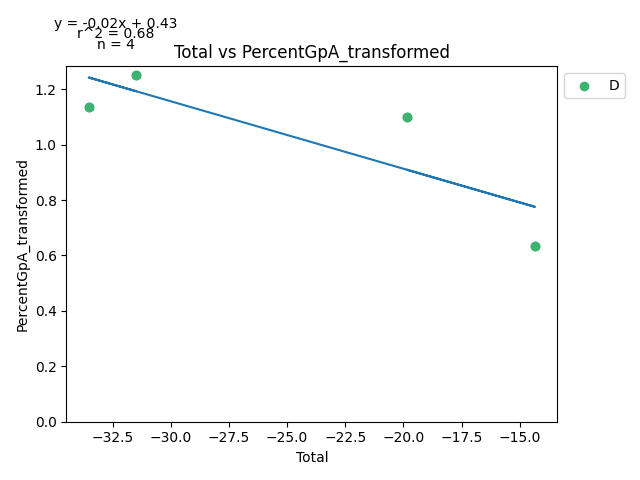 y = -0.02x + 0.43
r^2 = 0.68
n = 4
Total vs PercentGpA_transformed
D
PercentGpA_transformed
1.2
1.0
0.8
0.6
0.4
0.2
0.0
−32.5 −30.0 −27.5 −25.0 −22.5 −20.0 −17.5 −15.0
Total